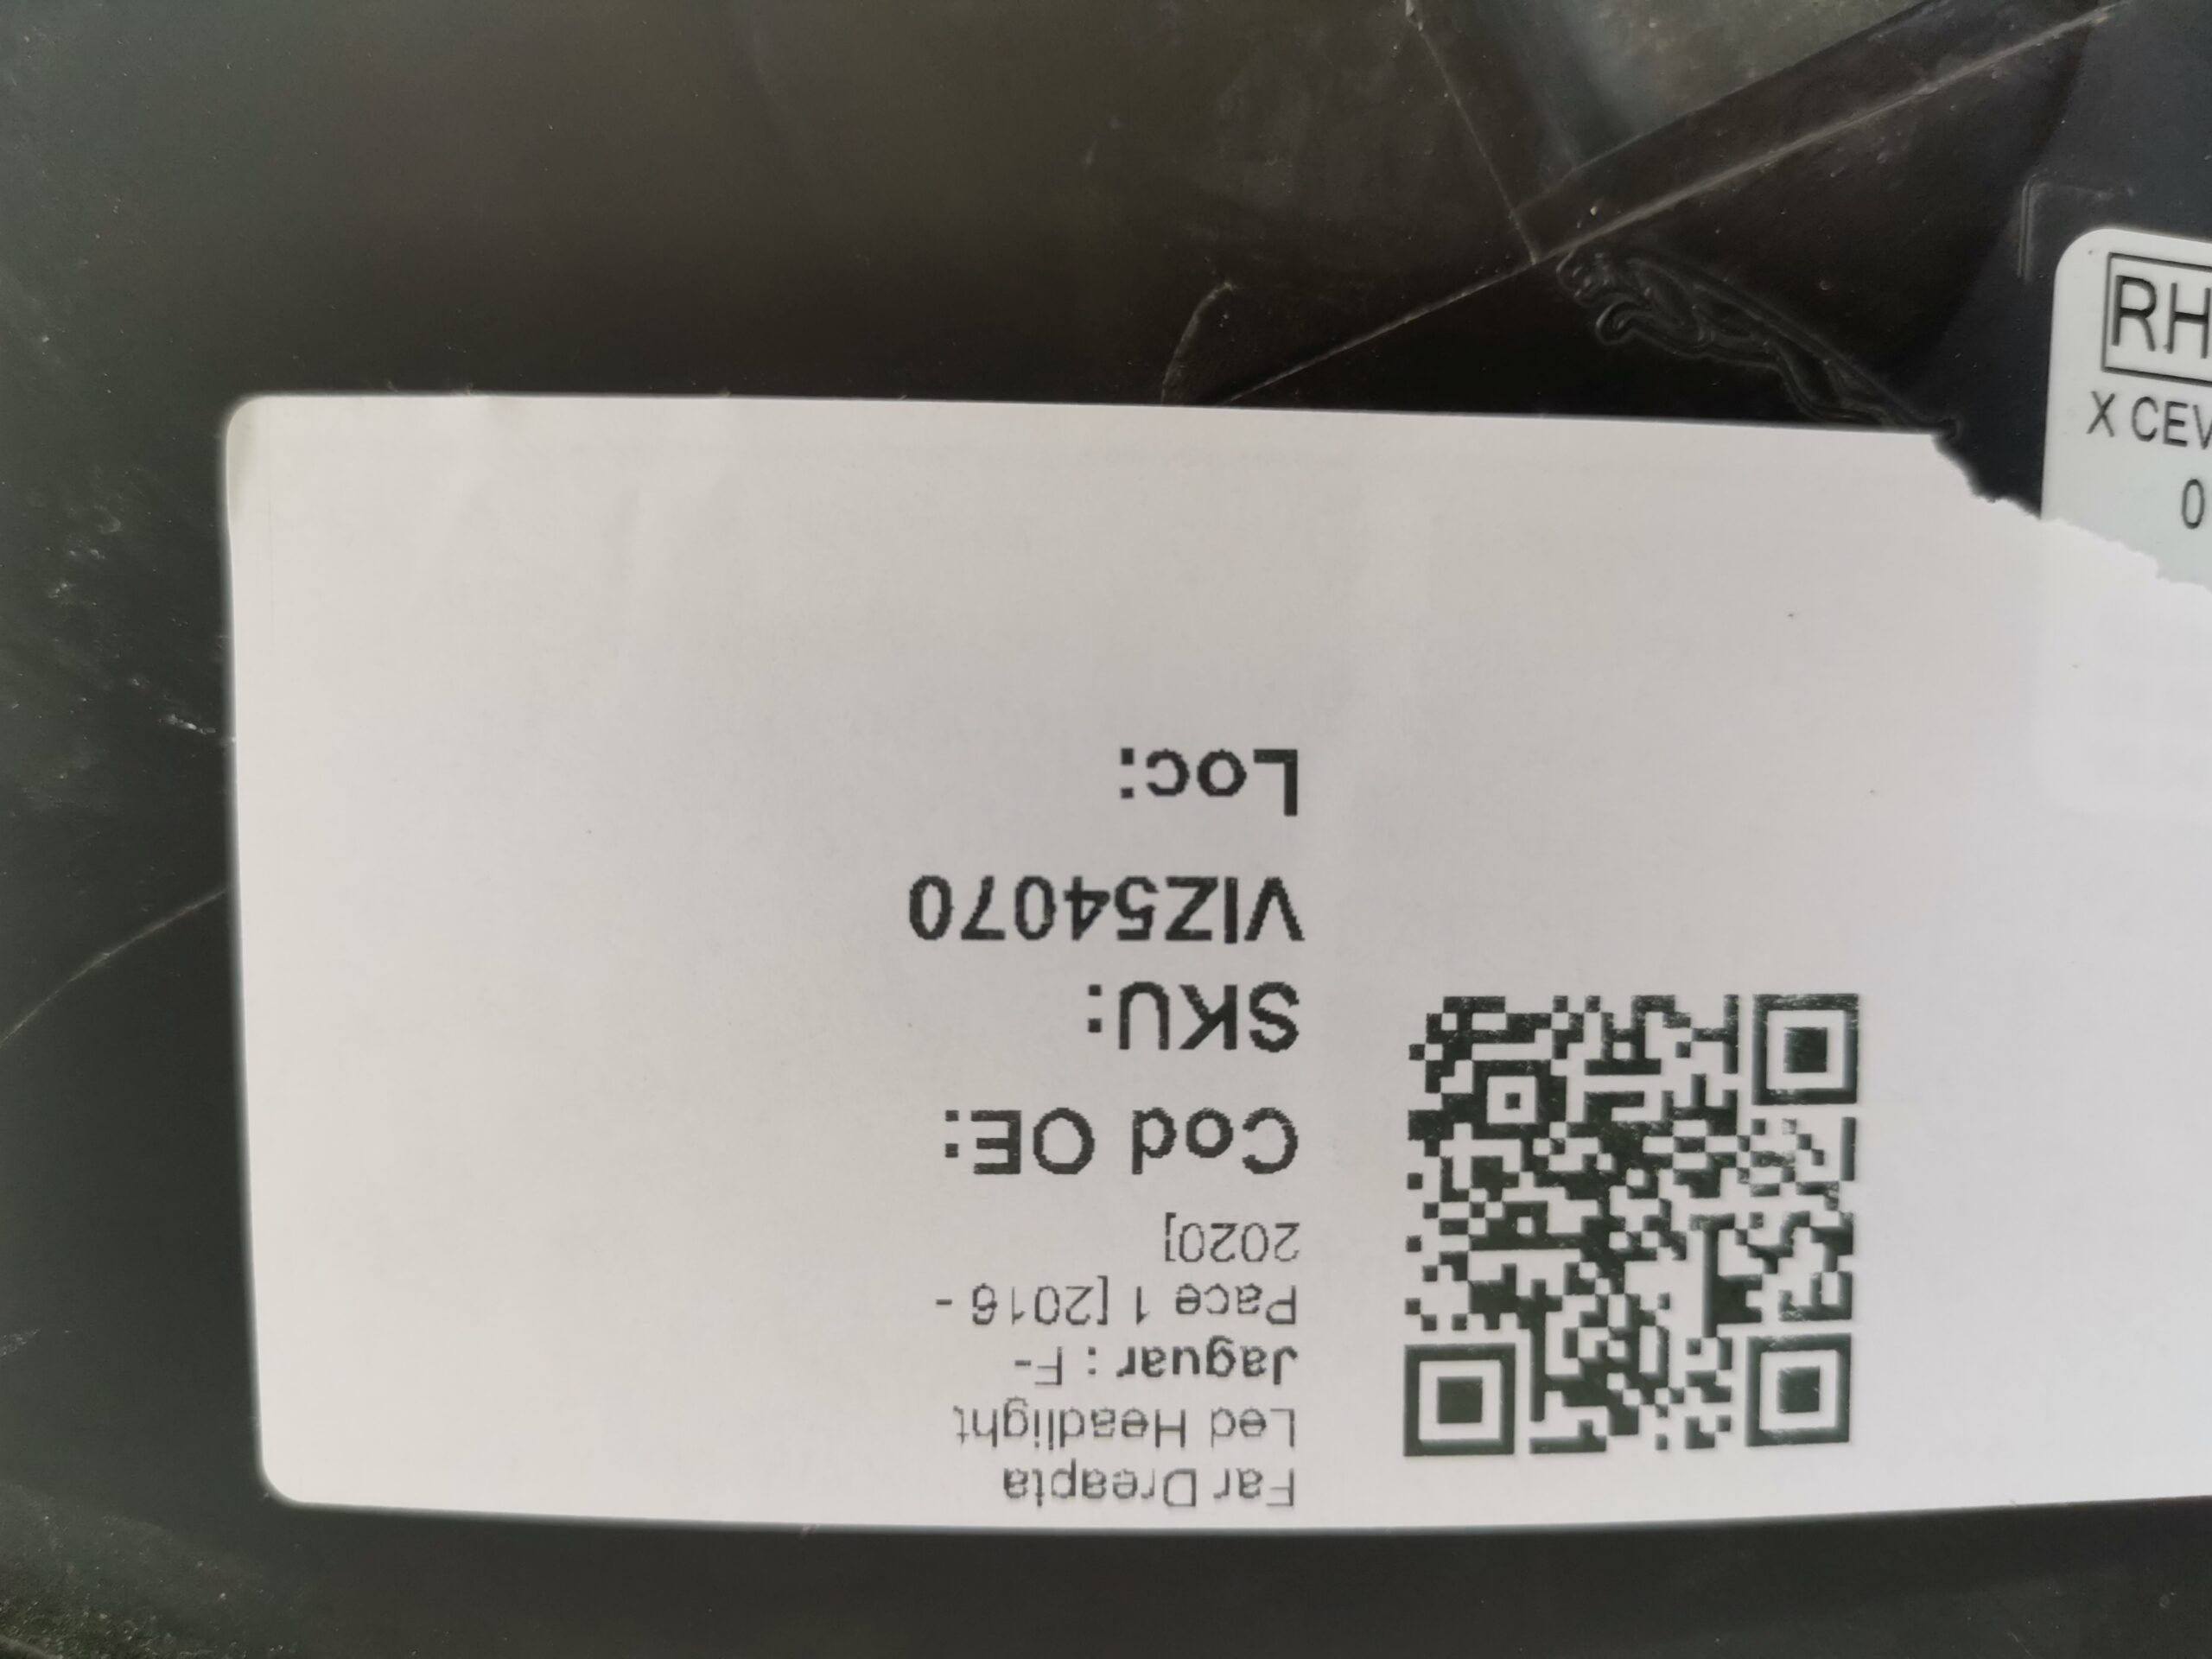 Far Dreapta
Led Headlight
Jaguar : F-
Pace 1 [2016 -
2020]
Cod OE:
SKU:
VIZ54070
Loc:
RH
X CEV
0